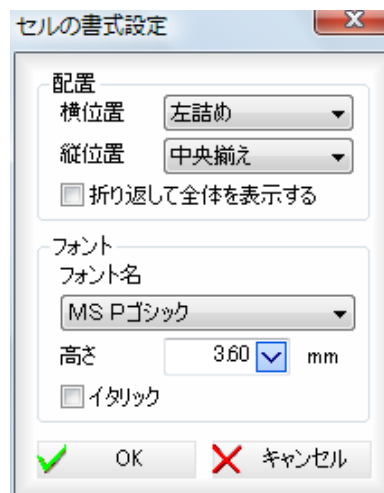 セルの書式設定
配置
横位置 左詰め
縦位置 中央揃え
折り返して全体を表示する
フォント
フォント名
MS Pゴシック
高さ 3.60 mm
イタリック
OK キャンセル